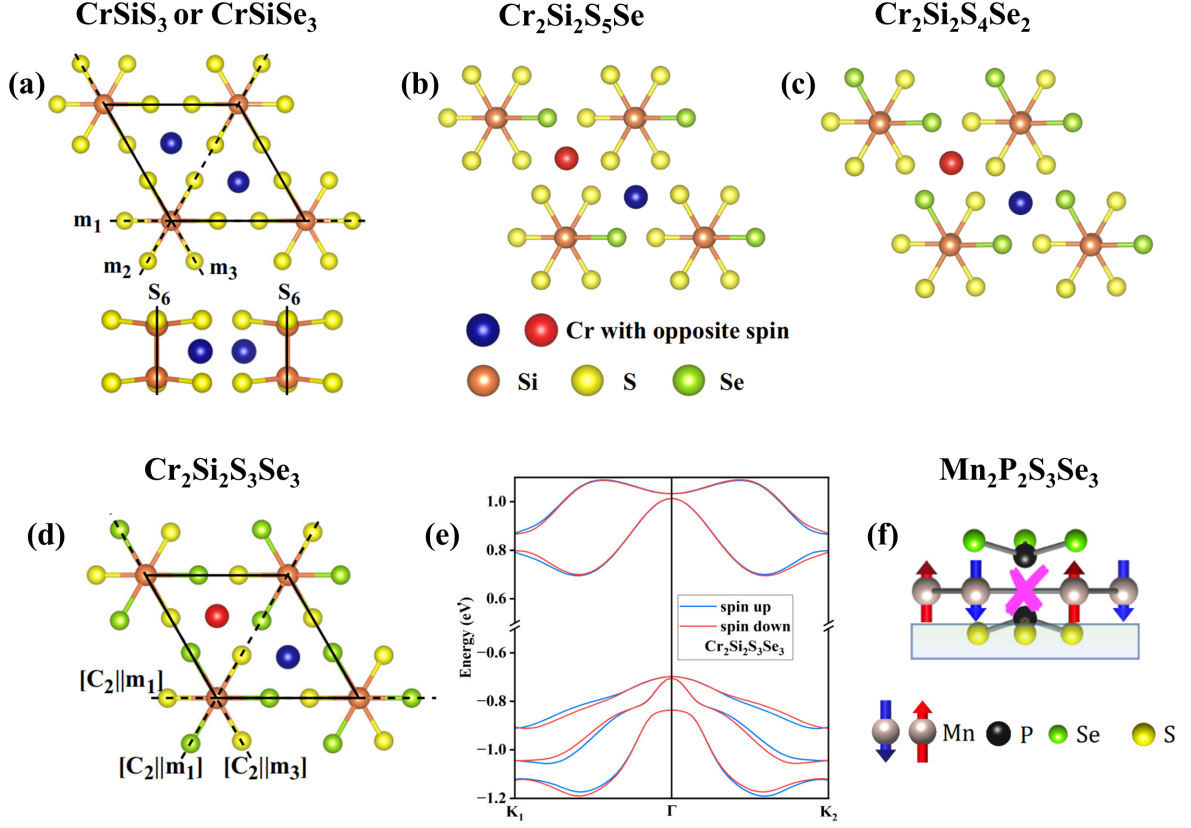 CrSiS3 or CrSiSe3
Cr2Si2S5Se
Cr2Si2S4Se2
(a)
(b)
(c)
m1
m2
m3
S6
S6
Cr with opposite spin
Si
S
Se
Cr2Si2S3Se3
Mn2P2S3Se3
(d)
(e)
(f)
[C2||m1]
[C2||m1]
[C2||m3]
Energy (eV)
1.0
0.8
0.6
−0.6
−0.8
−1.0
−1.2
spin up
spin down
Cr2Si2S3Se3
K1
Γ
K2
Mn
P
Se
S